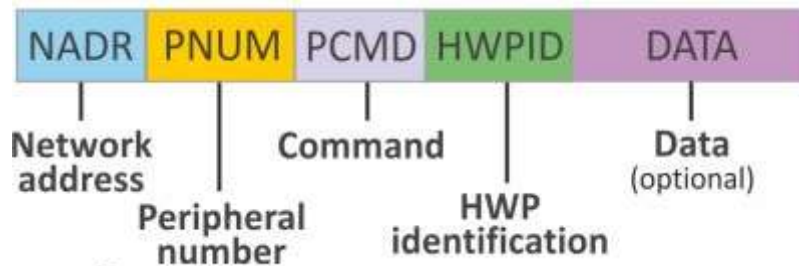 NADR PNUM PCMD HWPID DATA
Network
address
Peripheral
number
Command
HWP
identification
Data
(optional)